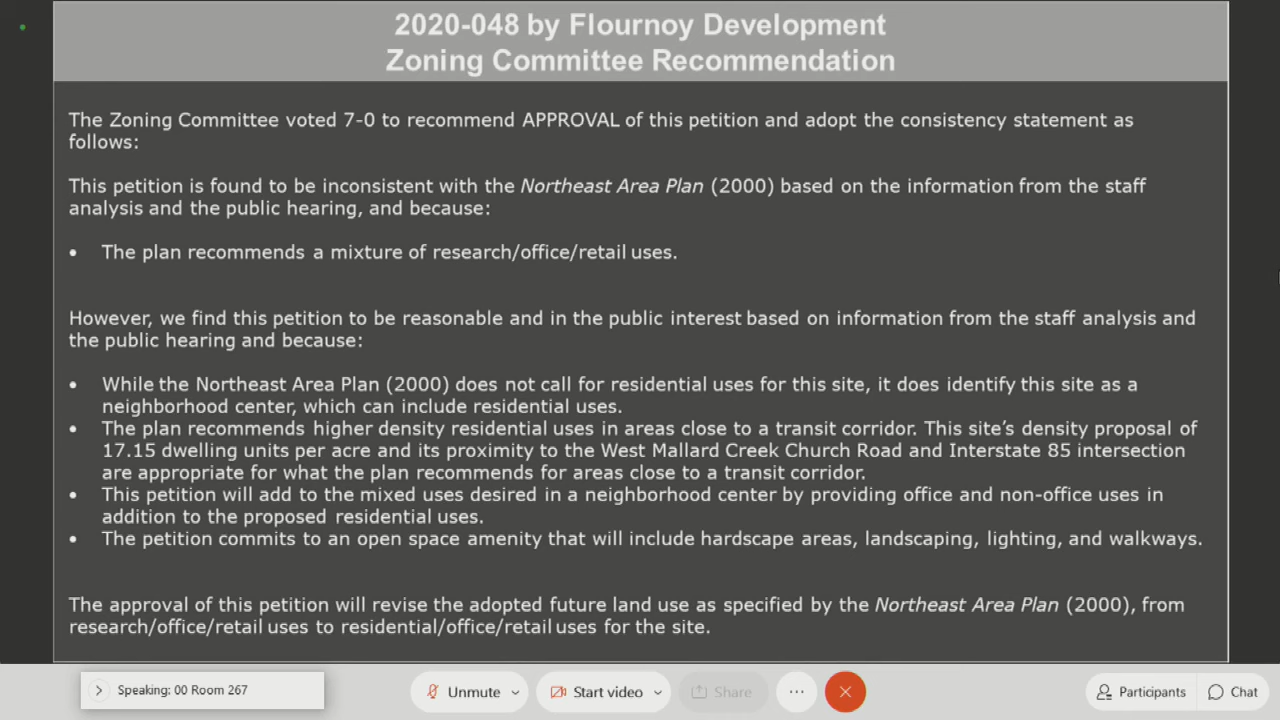 2020-048 by Flournoy Development
Zoning Committee Recommendation
The Zoning Committee voted 7-0 to recommend APPROVAL of this petition and adopt the consistency statement as
follows:
This petition is found to be inconsistent with the Northeast Area Plan (2000) based on the information from the staff
analysis and the public hearing, and because:
• The plan recommends a mixture of research/office/retail uses.
However, we find this petition to be reasonable and in the public interest based on information from the staff analysis and
the public hearing and because:
• While the Northeast Area Plan (2000) does not call for residential uses for this site, it does identify this site as a
neighborhood center, which can include residential uses.
• The plan recommends higher density residential uses in areas close to a transit corridor. This site's density proposal of
17.15 dwelling units per acre and its proximity to the West Mallard Creek Church Road and Interstate 85 intersection
are appropriate for what the plan recommends for areas close to a transit corridor.
• This petition will add to the mixed uses desired in a neighborhood center by providing office and non-office uses in
addition to the proposed residential uses.
• The petition commits to an open space amenity that will include hardscape areas, landscaping, lighting, and walkways.
The approval of this petition will revise the adopted future land use as specified by the Northeast Area Plan (2000), from
research/office/retail uses to residential/office/retail uses for the site.
Speaking: 00 Room 267
Unmute
Start video
Share
Participants
Chat